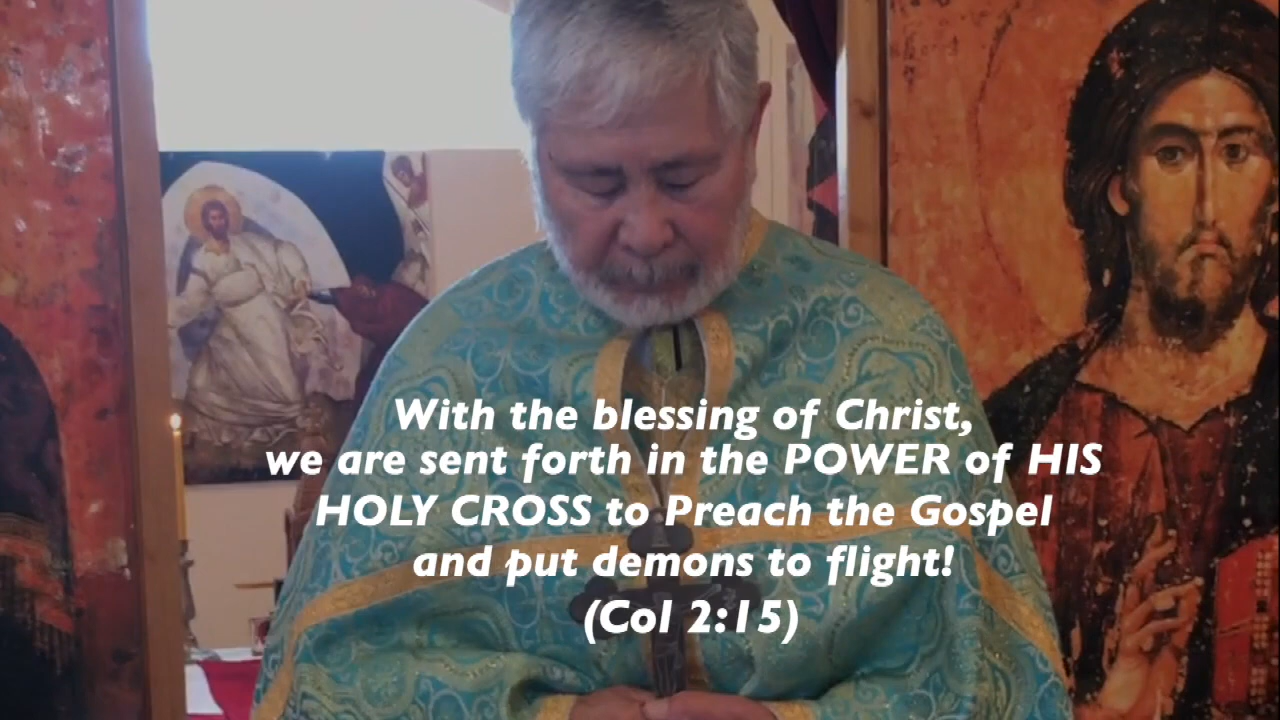 With the blessing of Christ,
we are sent forth in the POWER of HIS
HOLY CROSS to Preach the Gospel
and put demons to flight!
(Col 2:15)